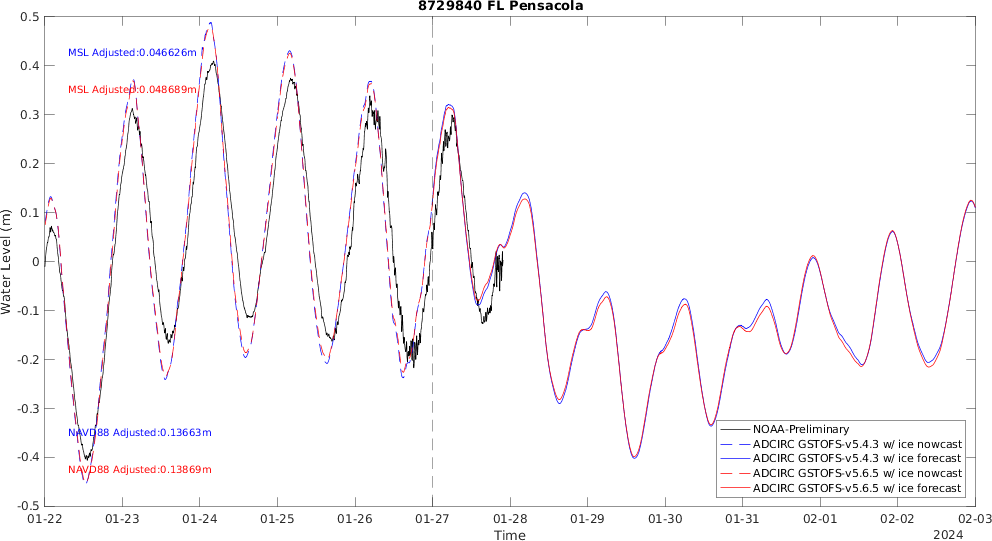 8729840 FL Pensacola
0.5
0.4
0.3
0.2
0.1
0
-0.1
-0.2
-0.3
-0.4
-0.5
Water Level (m)
MSL Adjusted:0.046626m
MSL Adjusted:0.048689m
NAVD88 Adjusted:0.13663m
NAVD88 Adjusted:0.13869m
NOAA-Preliminary
ADCIRC GSTOFS-v5.4.3 w/ ice nowcast
ADCIRC GSTOFS-v5.4.3 w/ ice forecast
ADCIRC GSTOFS-v5.6.5 w/ ice nowcast
ADCIRC GSTOFS-v5.6.5 w/ ice forecast
01-22 01-23 01-24 01-25 01-26 01-27 01-28 01-29 01-30 01-31 02-01 02-02 02-03
Time
2024